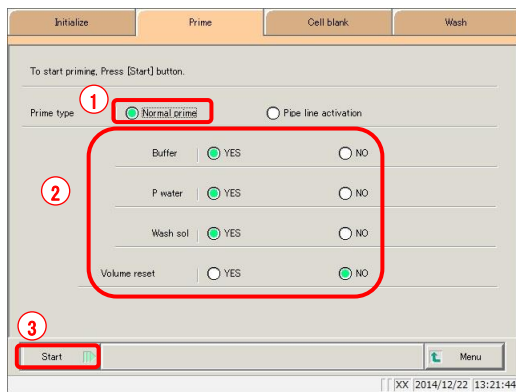 Initialize Prime Cell blank Wash
To start priming, Press [Start] button.
1
Prime type Normal prime Pipe line activation
Buffer YES NO
2
P water YES NO
Wash sol YES NO
Volume reset YES NO
3
Start Menu
XX 2014/12/22 13:21:44